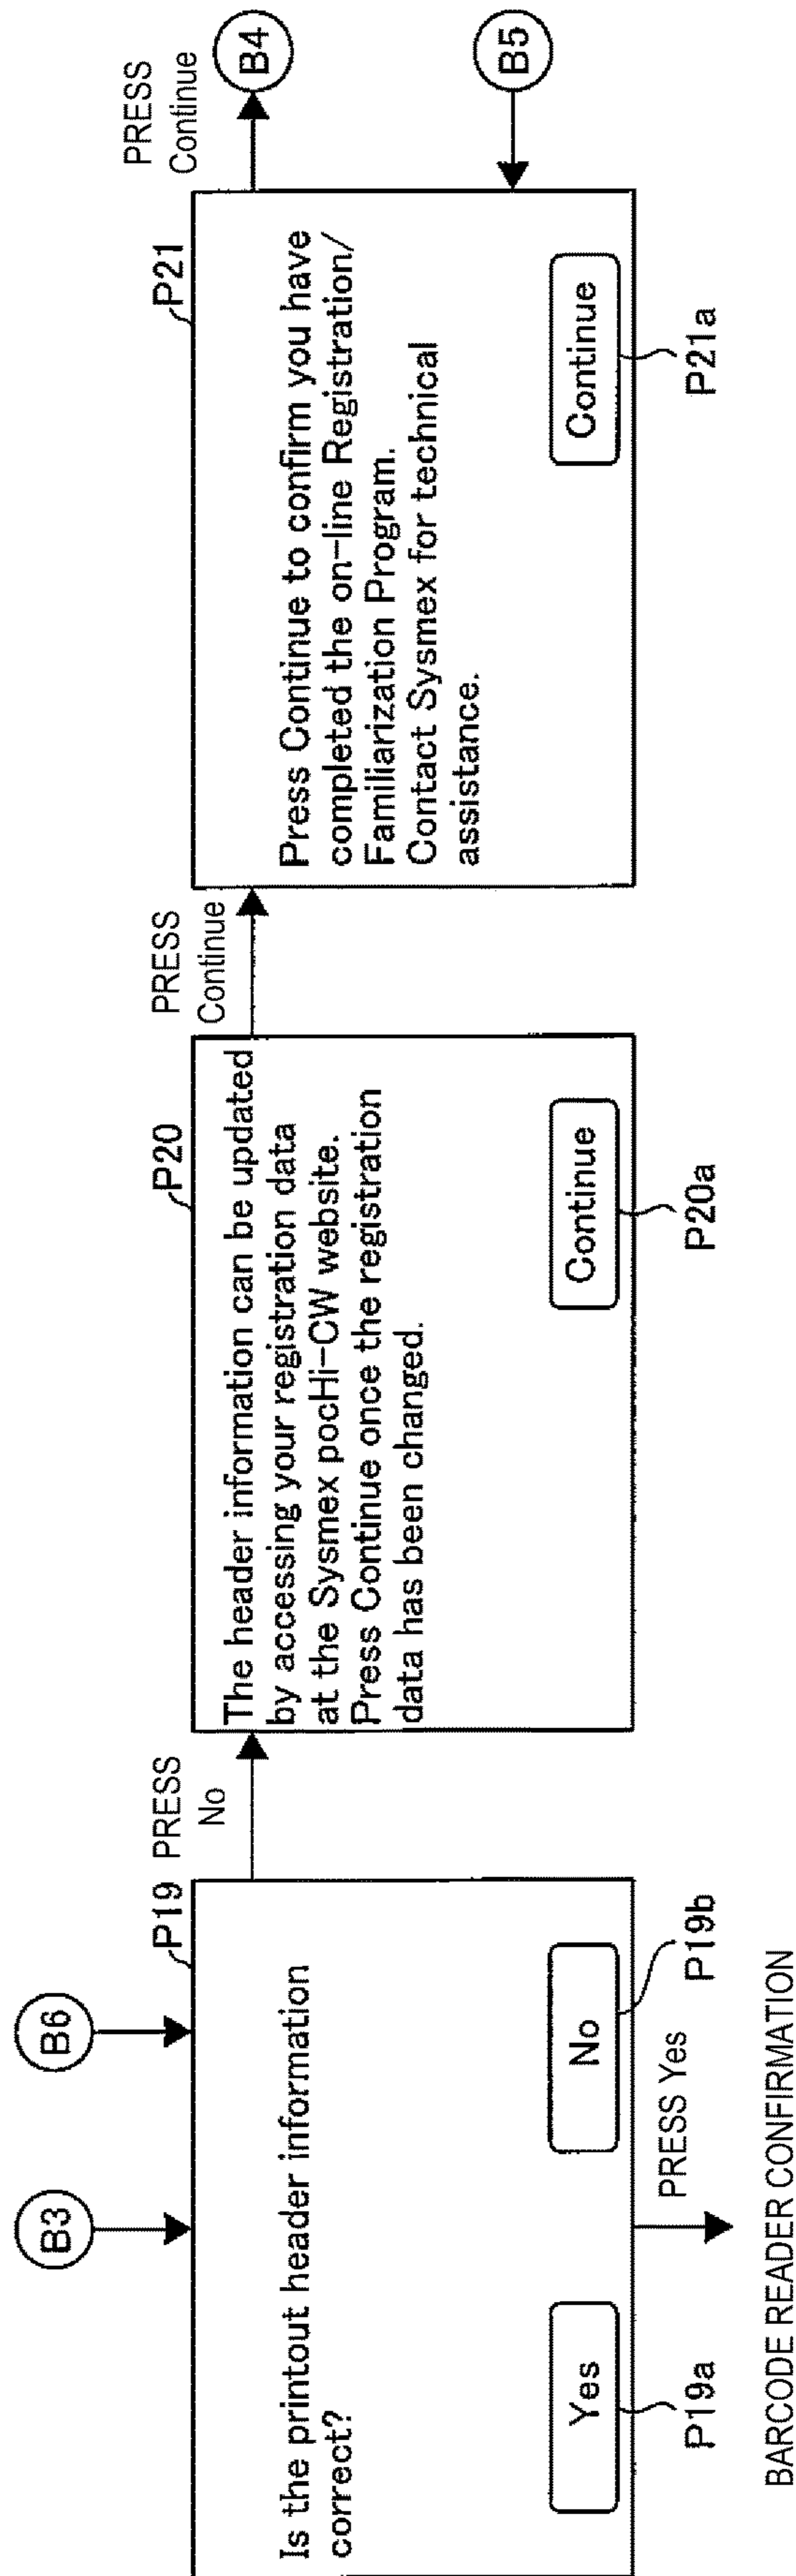 B3
B6
P19
Is the printout header information
correct?
Yes
No
P19a
P19b
PRESS Yes
BARCODE READER CONFIRMATION
PRESS
No
P20
The header information can be updated
by accessing your registration data
at the Sysmex pocHi-CW website.
Press Continue once the registration
data has been changed.
Continue
P20a
PRESS
Continue
P21
Press Continue to confirm you have
completed the on-line Registration/
Familiarization Program.
Contact Sysmex for technical
assistance.
Continue
P21a
PRESS
Continue
B4
B5